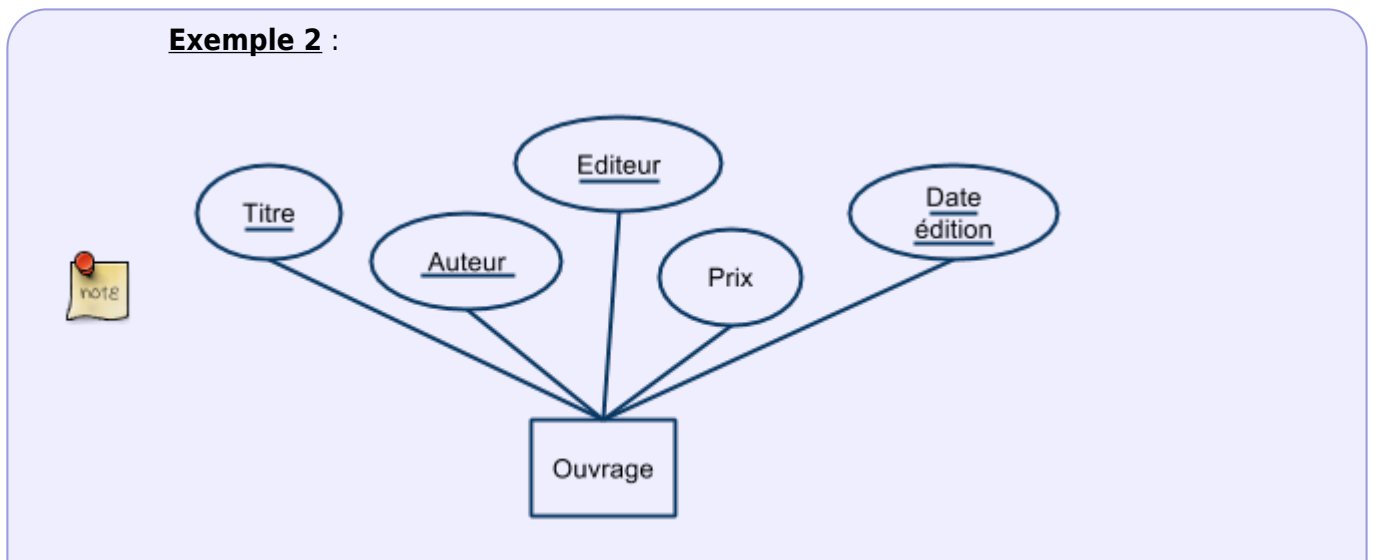 Exemple 2 :
Editeur
Titre
Date
édition
Auteur
Prix
note
Ouvrage